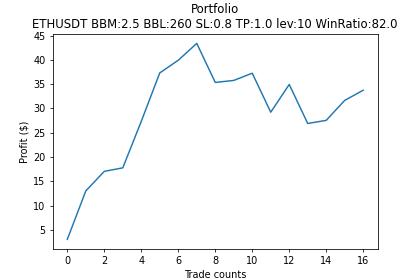 Portfolio
ETHUSDT BBM:2.5 BBL:260 SL:0.8 TP:1.0 lev:10 WinRatio:82.0
45
40
35
30
25
20
15
10
5
Profit ($)
0 2 4 6 8 10 12 14 16
Trade counts